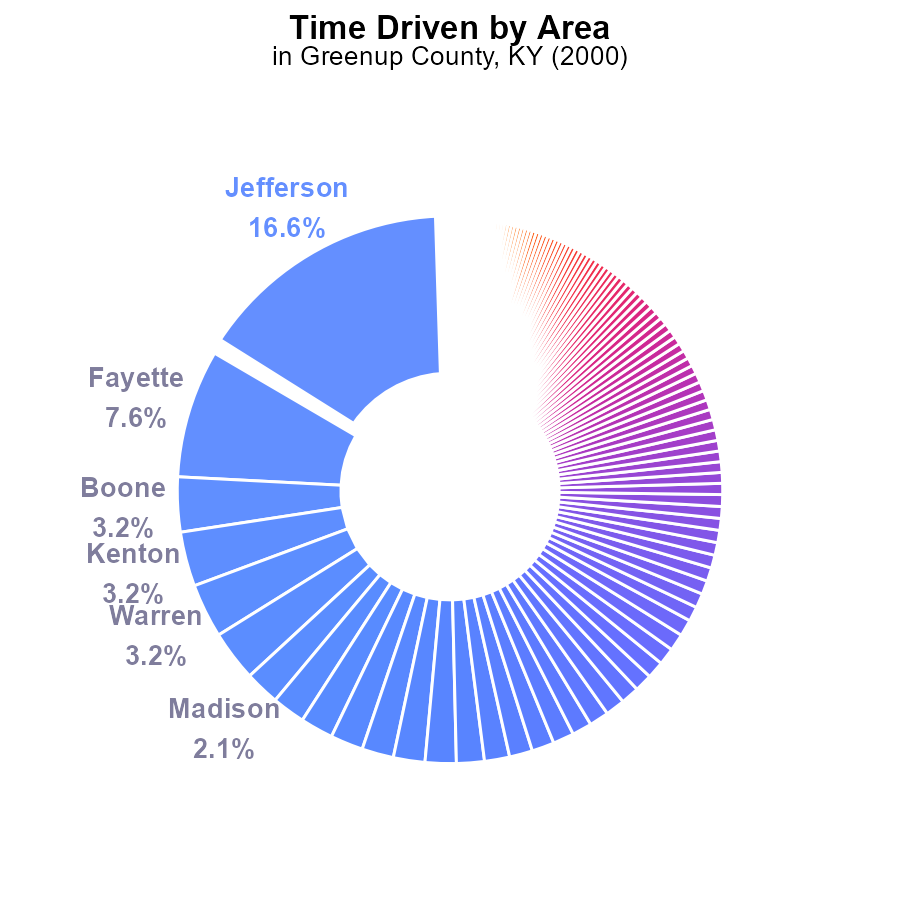 Time Driven by Area
in Greenup County, KY (2000)
Jefferson
16.6%
Fayette
7.6%
Boone
3.2%
Kenton
3.2%
Warren
3.2%
Madison
2.1%